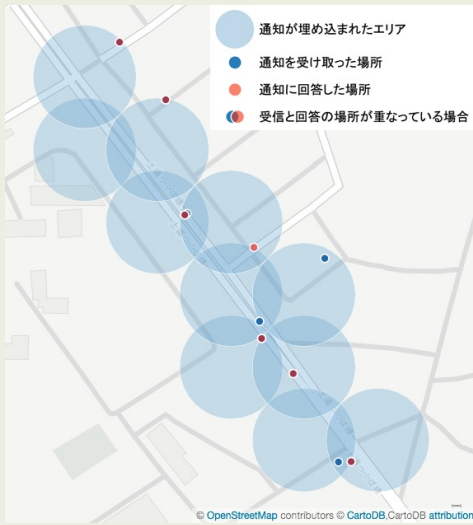 通知が埋め込まれたエリア
通知を受け取った場所
通知に回答した場所
受信と回答の場所が重なっている場合
© OpenStreetMap contributors © CartoDB,CartoDB attribution